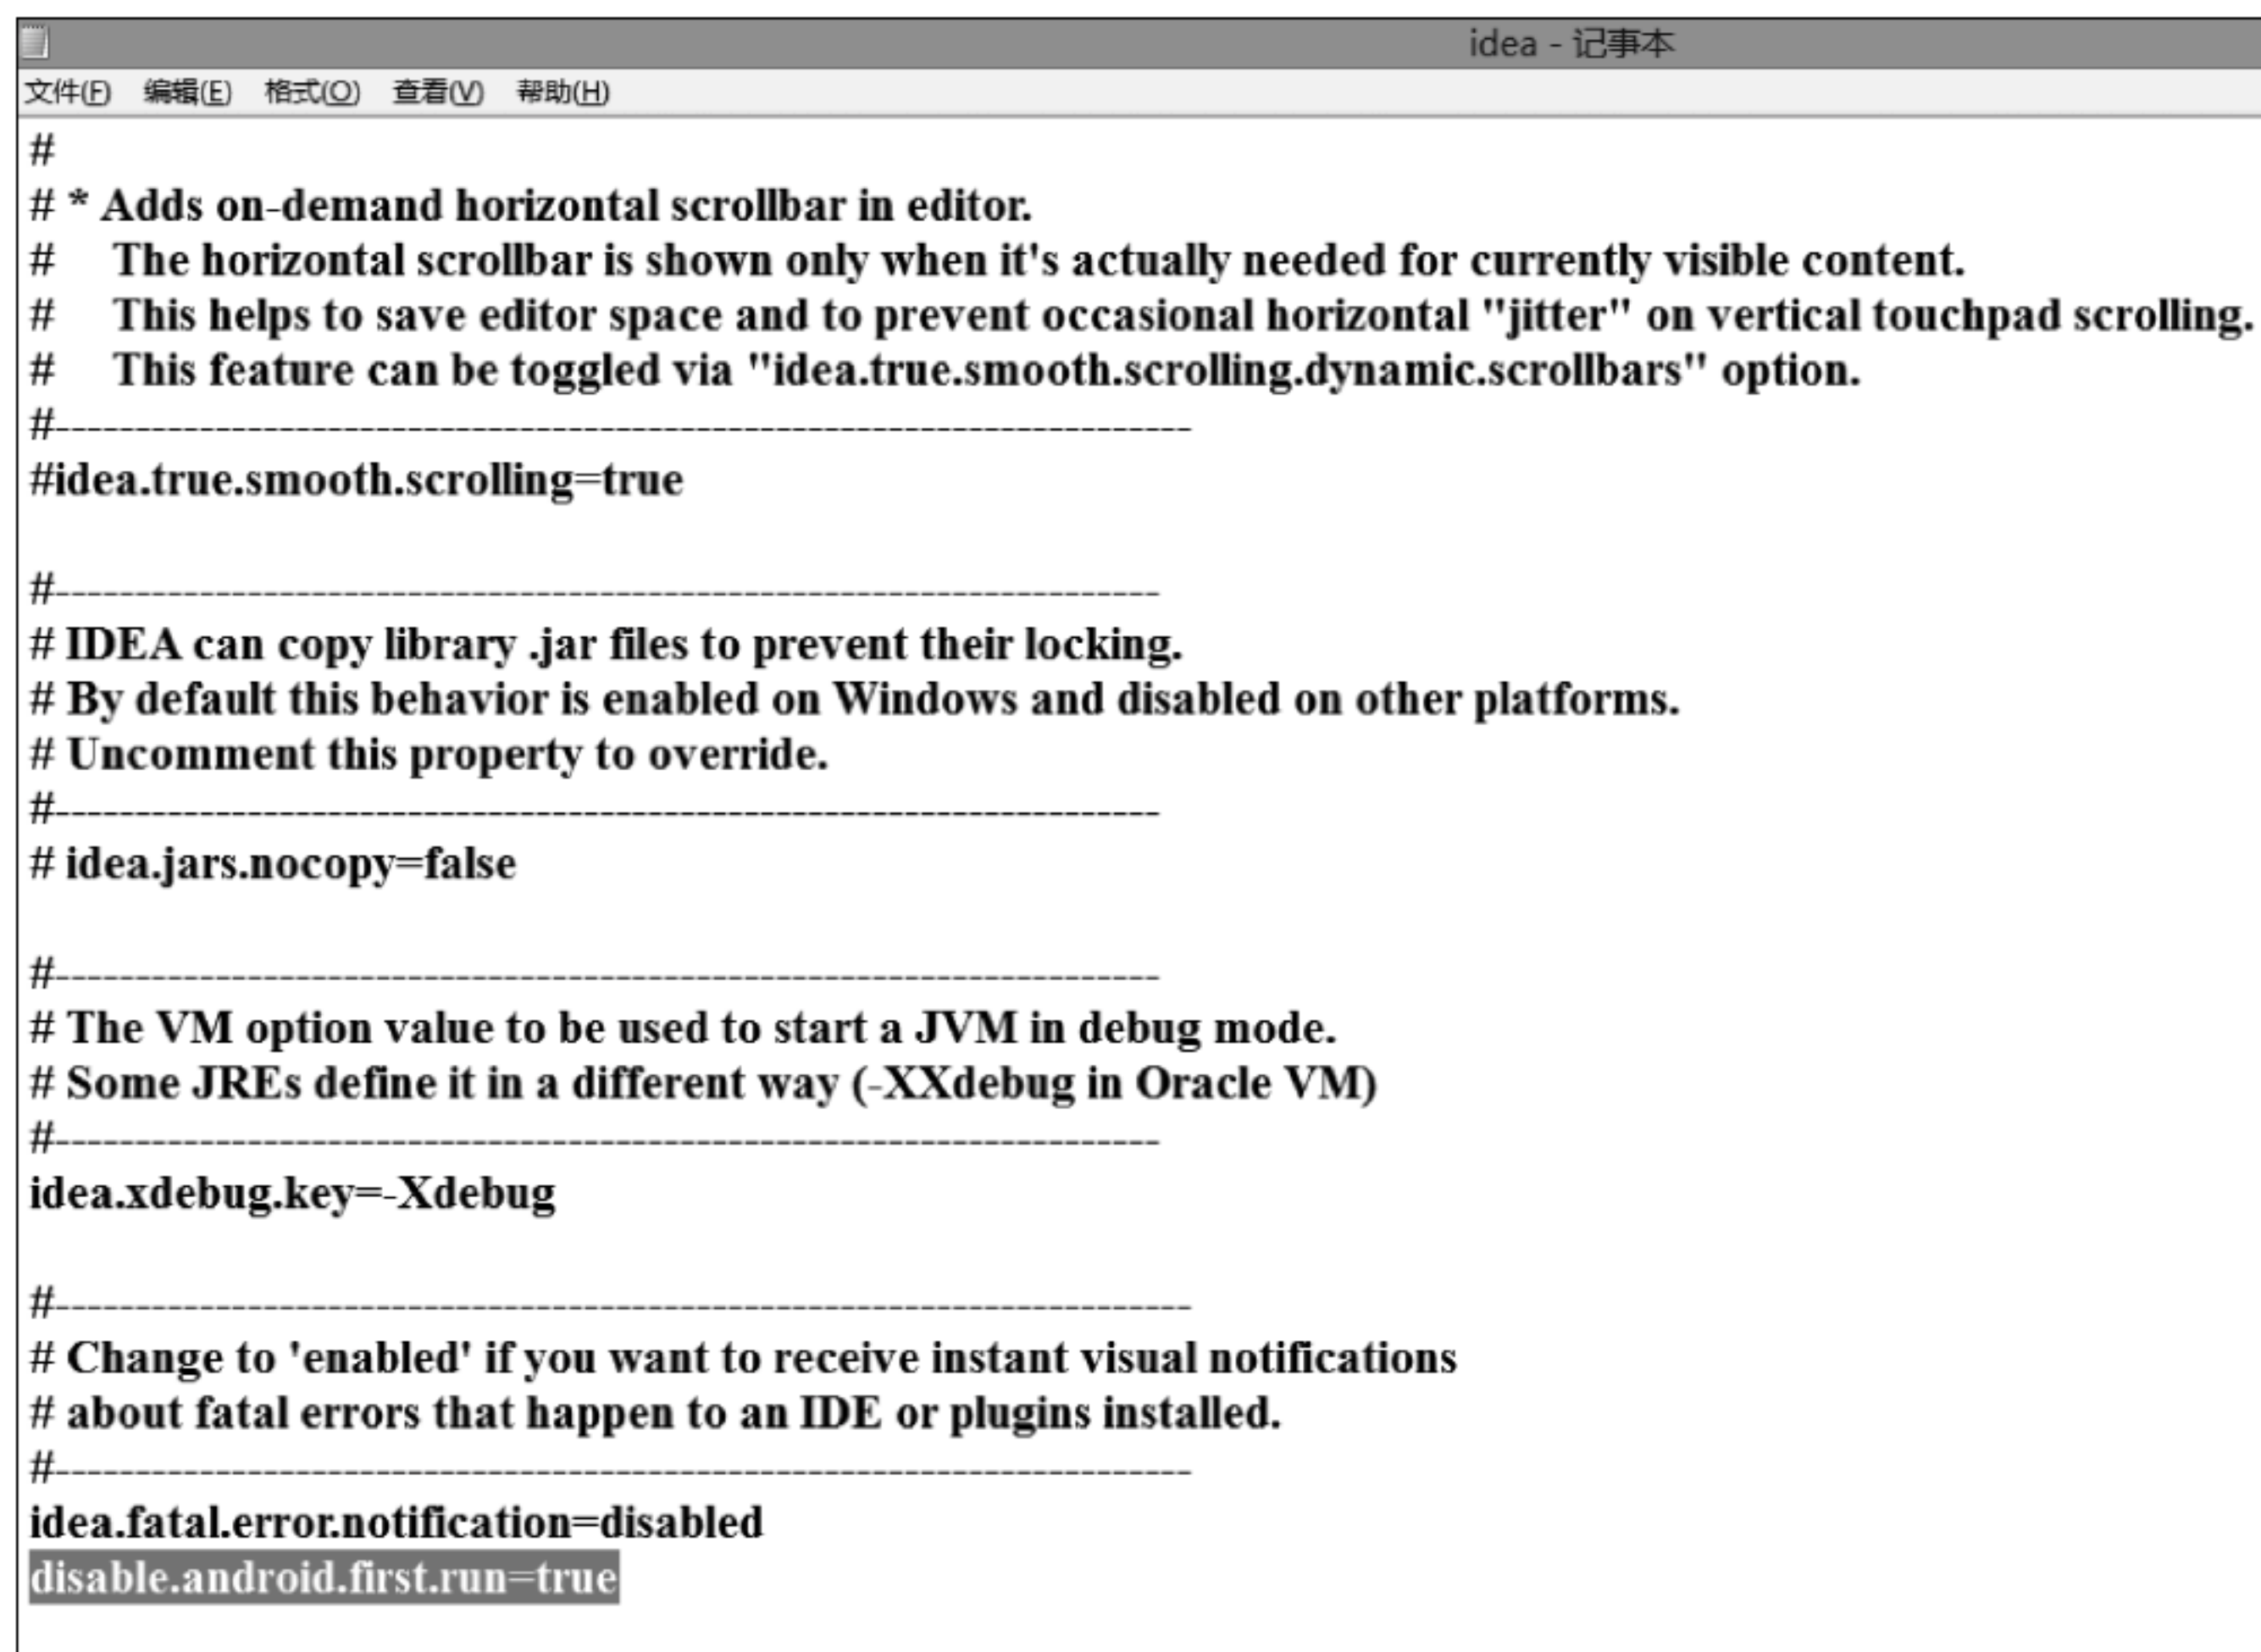 idea - 记事本
文件(F) 编辑(E) 格式(O) 查看(V) 帮助(H)
#
# * Adds on-demand horizontal scrollbar in editor.
#     The horizontal scrollbar is shown only when it's actually needed for currently visible content.
#     This helps to save editor space and to prevent occasional horizontal "jitter" on vertical touchpad scrolling.
#     This feature can be toggled via "idea.true.smooth.scrolling.dynamic.scrollbars" option.
#-----------------------------------------------------------------------
#idea.true.smooth.scrolling=true
#---------------------------------------------------------------------
# IDEA can copy library .jar files to prevent their locking.
# By default this behavior is enabled on Windows and disabled on other platforms.
# Uncomment this property to override.
#---------------------------------------------------------------------
# idea.jars.nocopy=false
#---------------------------------------------------------------------
# The VM option value to be used to start a JVM in debug mode.
# Some JREs define it in a different way (-XXdebug in Oracle VM)
#---------------------------------------------------------------------
idea.xdebug.key=-Xdebug
#-----------------------------------------------------------------------
# Change to 'enabled' if you want to receive instant visual notifications
# about fatal errors that happen to an IDE or plugins installed.
#-----------------------------------------------------------------------
idea.fatal.error.notification=disabled
disable.android.first.run=true